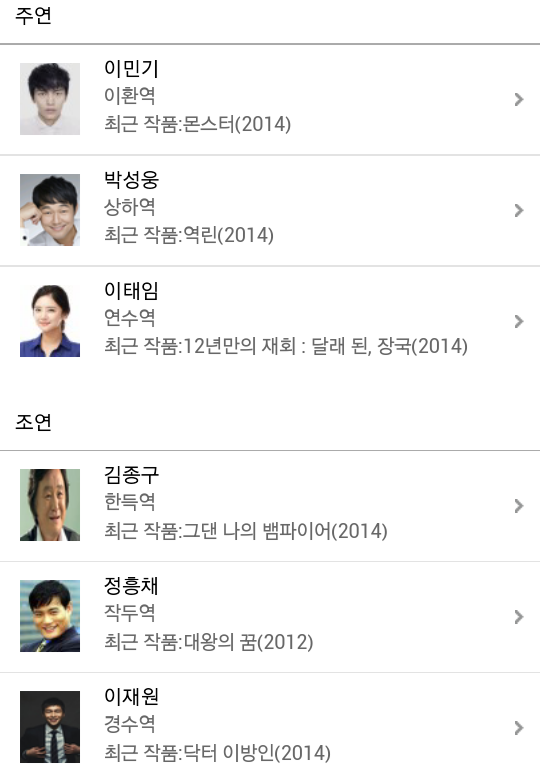 주연
이민기
이환역
최근 작품:몬스터(2014)
박성웅
상하역
최근 작품:역린(2014)
이태임
연수역
최근 작품:12년만의 재회 : 달래 된, 장국(2014)
조연
김종구
한득역
최근 작품:그댄 나의 뱀파이어(2014)
정흥채
작두역
최근 작품:대왕의 꿈(2012)
이재원
경수역
최근 작품:닥터 이방인(2014)